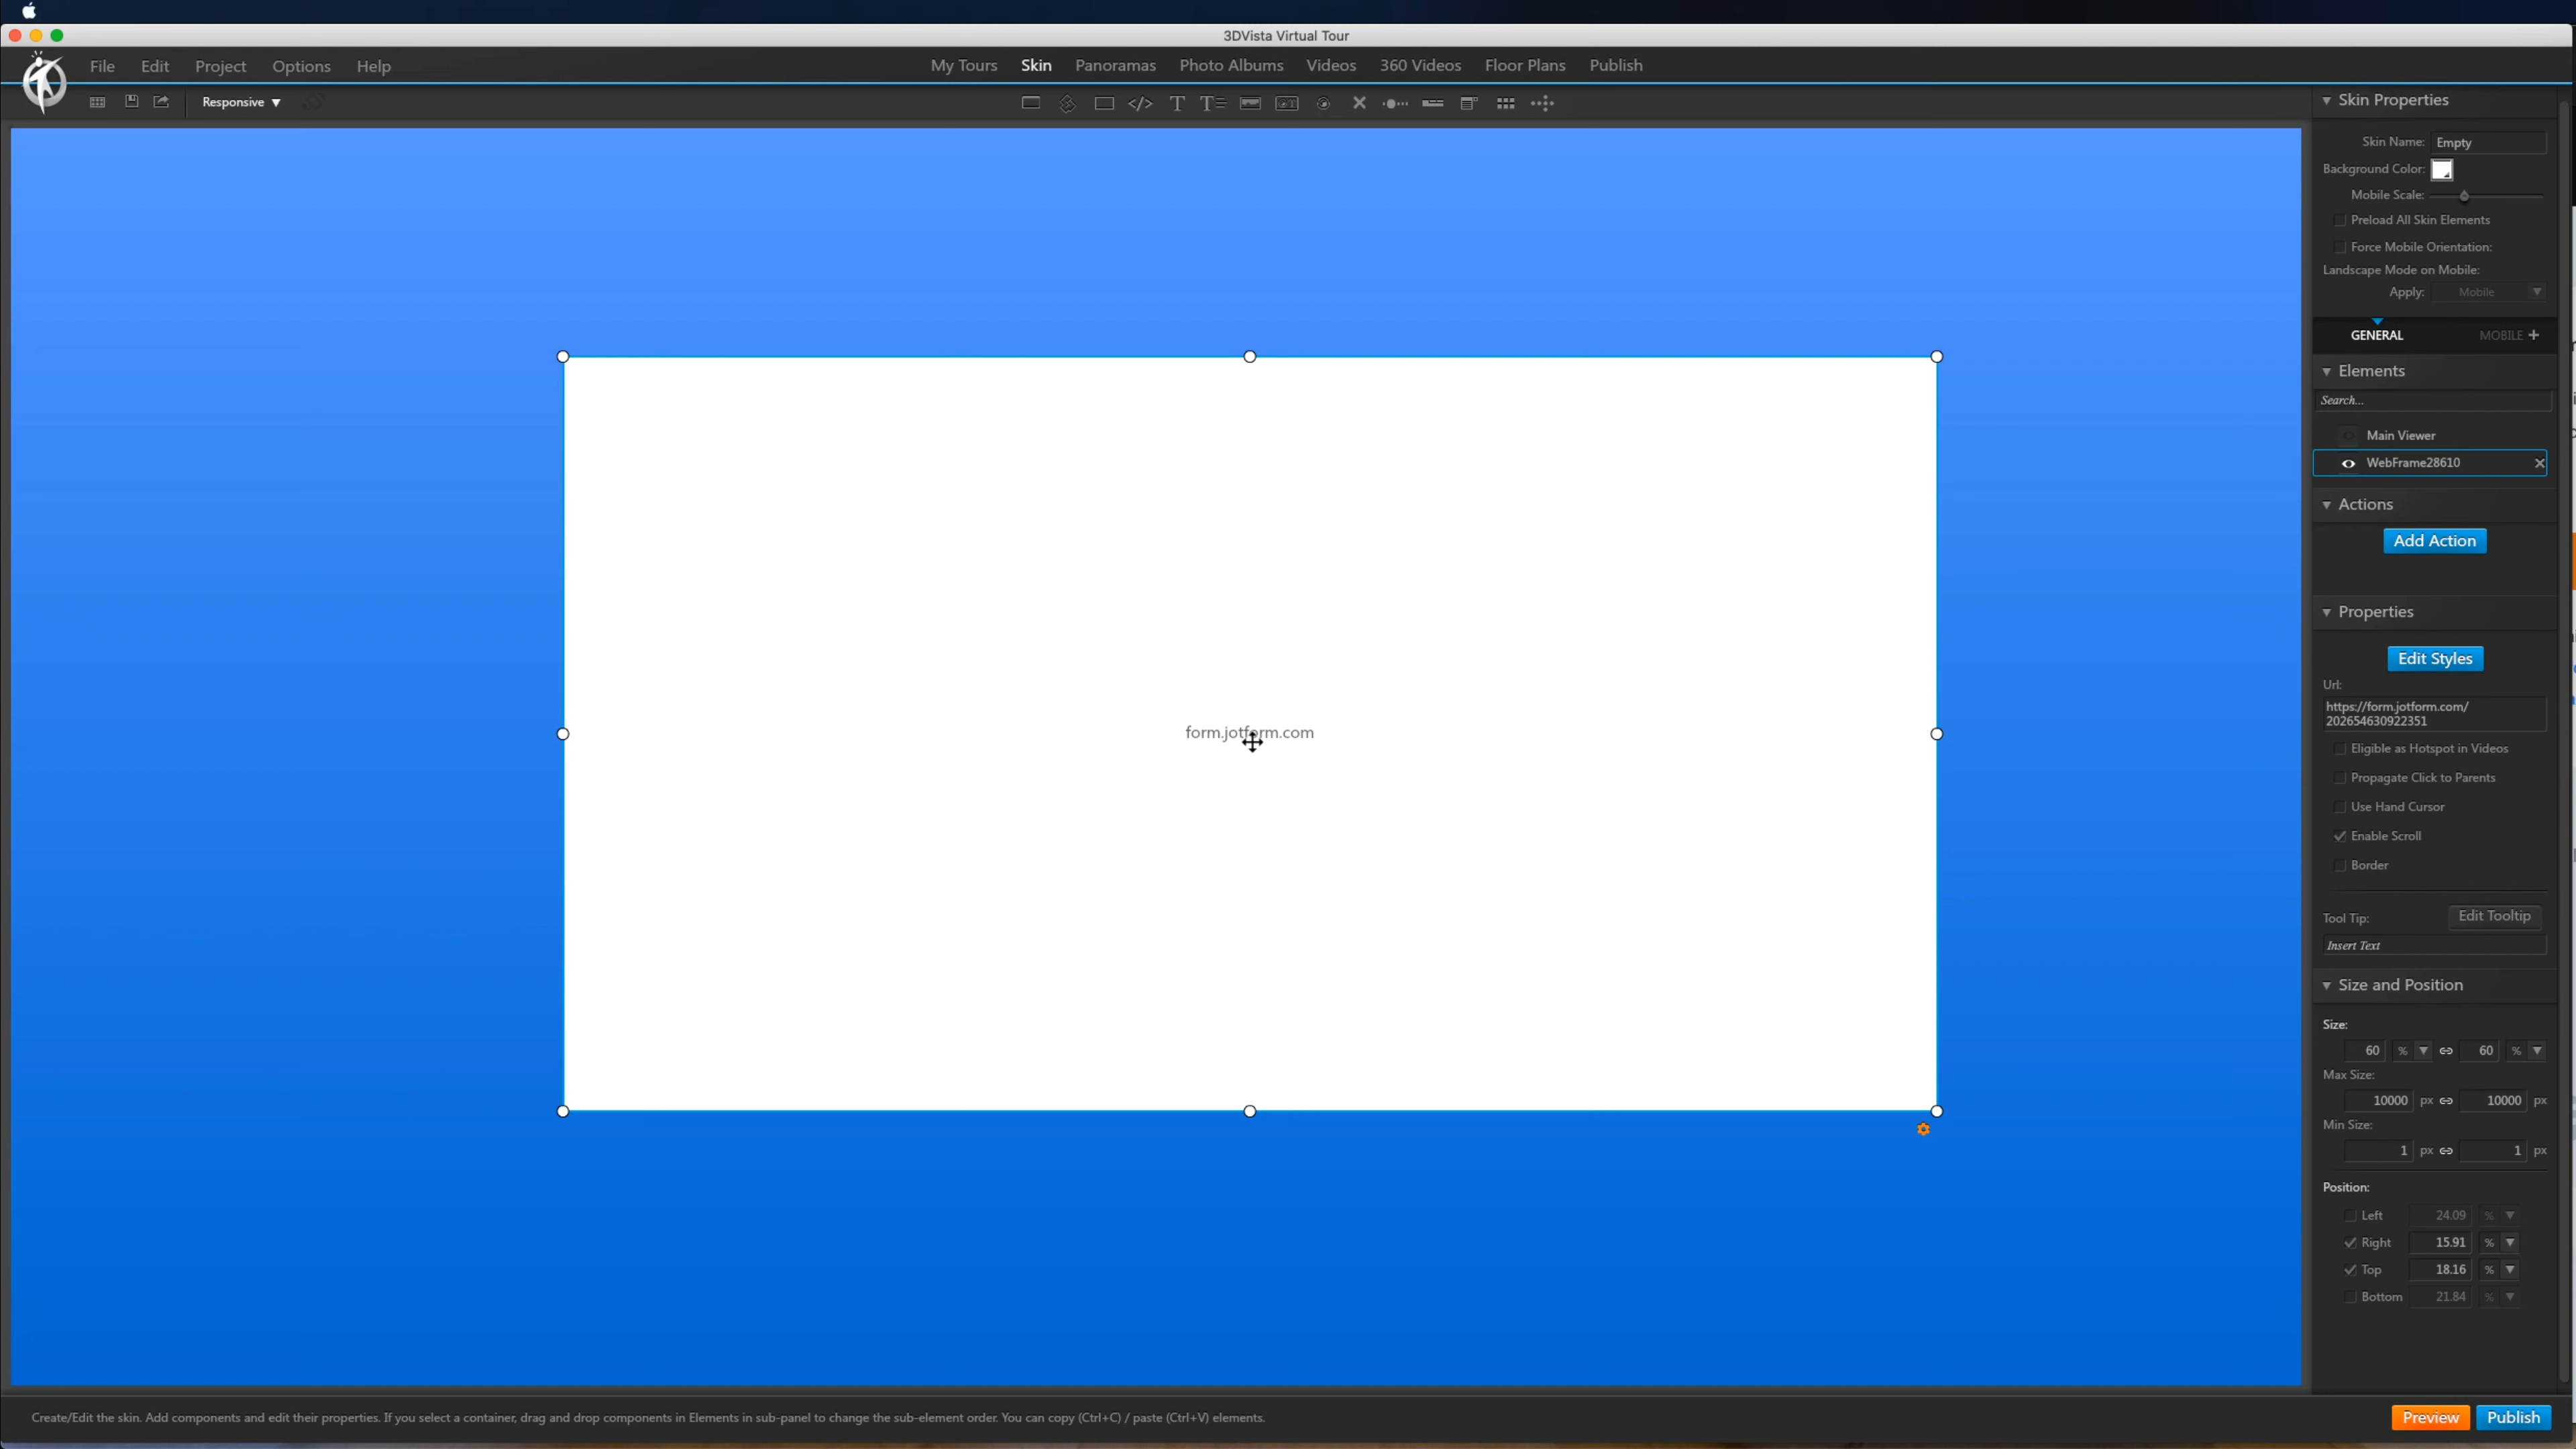 3DVista Virtual Tour
File Edit Project Options Help
My Tours Skin Panoramas Photo Albums Videos 360 Videos Floor Plans Publish
Responsive
Skin Properties
Skin Name: Empty
Background Color:
Mobile Scale:
Preload All Skin Elements
Force Mobile Orientation:
Landscape Mode on Mobile:
Apply: Mobile
GENERAL MOBILE +
Elements
Search...
Main Viewer
WebFrame28610
Actions
Add Action
Properties
Edit Styles
Url:
https://form.jotform.com/
202654630922351
form.jotform.com
Eligible as Hotspot in Videos
Propagate Click to Parents
Use Hand Cursor
Enable Scroll
Border
Tool Tip: Edit Tooltip
Insert Text
Size and Position
Size:
60 % 60 %
Max Size:
10000 px 10000 px
Min Size:
1 px 1 px
Position:
Left 24.09 %
Right 15.91 %
Top 18.16 %
Bottom 21.84 %
Create/Edit the skin. Add components and edit their properties. If you select a container, drag and drop components in Elements in sub-panel to change the sub-element order. You can copy (Ctrl+C) / paste (Ctrl+V) elements.
Preview Publish